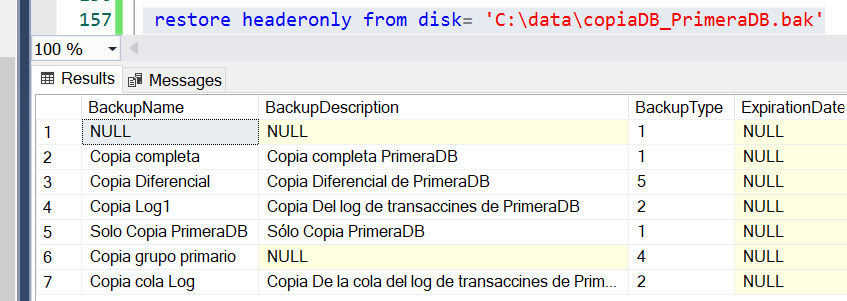 157 restore headeronly from disk= 'C:\data\copiaDB_PrimeraDB.bak'
100 %
Results Messages
BackupName BackupDescription BackupType ExpirationDate
1 NULL NULL 1 NULL
2 Copia completa Copia completa PrimeraDB 1 NULL
3 Copia Diferencial Copia Diferencial de PrimeraDB 5 NULL
4 Copia Log1 Copia Del log de transaccines de PrimeraDB 2 NULL
5 Solo Copia PrimeraDB Sólo Copia PrimeraDB 1 NULL
6 Copia grupo primario NULL 4 NULL
7 Copia cola Log Copia De la cola del log de transaccines de Prim... 2 NULL